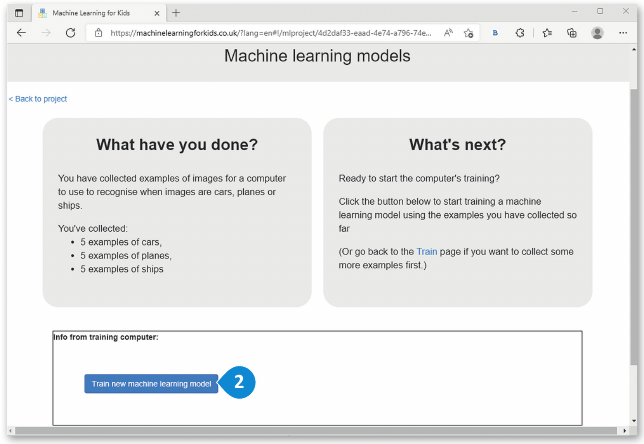 Machine Learning for Kids
https://machinelearningforkids.co.uk/?lang=en#!/mlproject/4d2daf33-eaad-4e74-a796-74e...
Machine learning models
< Back to project
What have you done?
You have collected examples of images for a computer
to use to recognise when images are cars, planes or
ships.
You've collected:
• 5 examples of cars,
• 5 examples of planes,
• 5 examples of ships
What's next?
Ready to start the computer's training?
Click the button below to start training a machine
learning model using the examples you have collected so
far
(Or go back to the Train page if you want to collect some
more examples first.)
Info from training computer:
Train new machine learning model
2